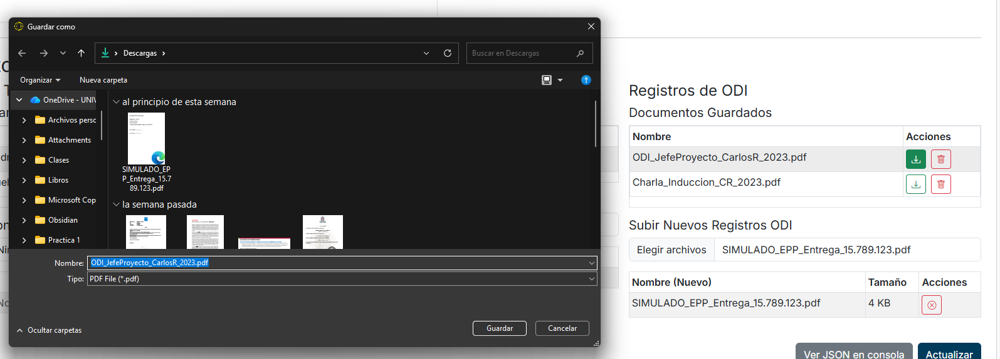 Guardar como
Descargas
Buscar en Descargas
Organizar
Nueva carpeta
?
OneDrive - UNIV
Archivos perso
Attachments
Clases
Libros
Microsoft Cop
Obsidian
Practica 1
al principio de esta semana
SIMULADO_EP
P_Entrega_15.7
89.123.pdf
la semana pasada
Nombre: ODI_JefeProyecto_CarlosR_2023.pdf
Tipo: PDF File (*.pdf)
Ocultar carpetas
Guardar
Cancelar
Registros de ODI
Documentos Guardados
Nombre Acciones
ODI_JefeProyecto_CarlosR_2023.pdf
Charla_Induccion_CR_2023.pdf
Subir Nuevos Registros ODI
Elegir archivos SIMULADO_EPP_Entrega_15.789.123.pdf
Nombre (Nuevo) Tamaño Acciones
SIMULADO_EPP_Entrega_15.789.123.pdf 4 KB
Ver JSON en consola
Actualizar